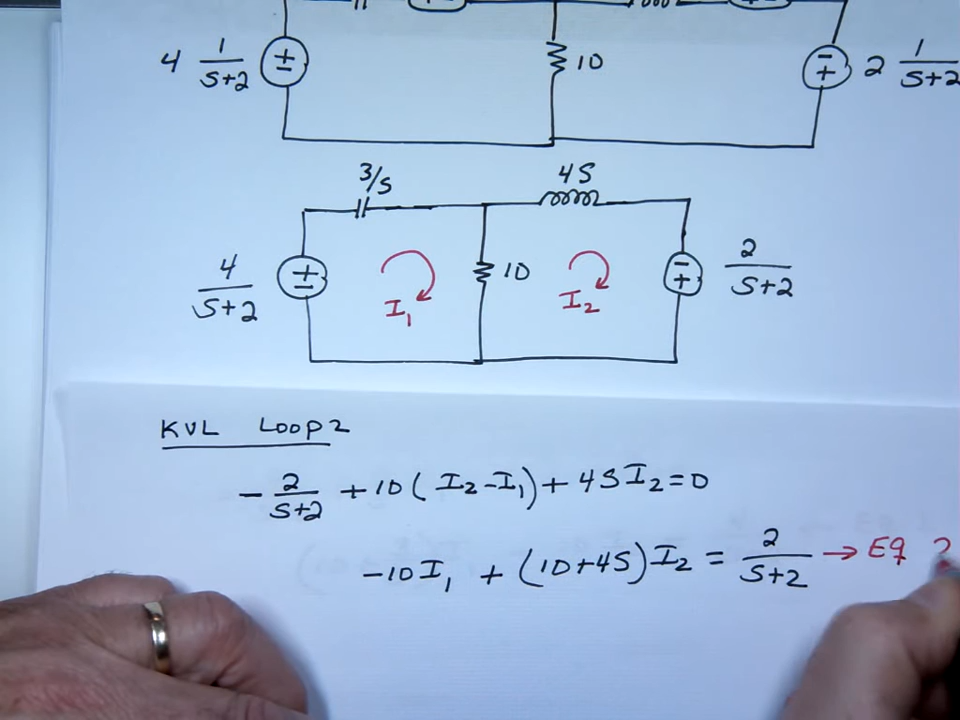 4 1/(S+2) + − 10 − + 2 1/(S+2)
3/S 4S
4/(S+2) + − I₁ 10 I₂ − + 2/(S+2)
KVL LOOP 2
- 2/(S+2) + 10 ( I₂ - I₁) + 4S I₂ = 0
-10 I₁ + (10+4S) I₂ = 2/(S+2) → EQ 2